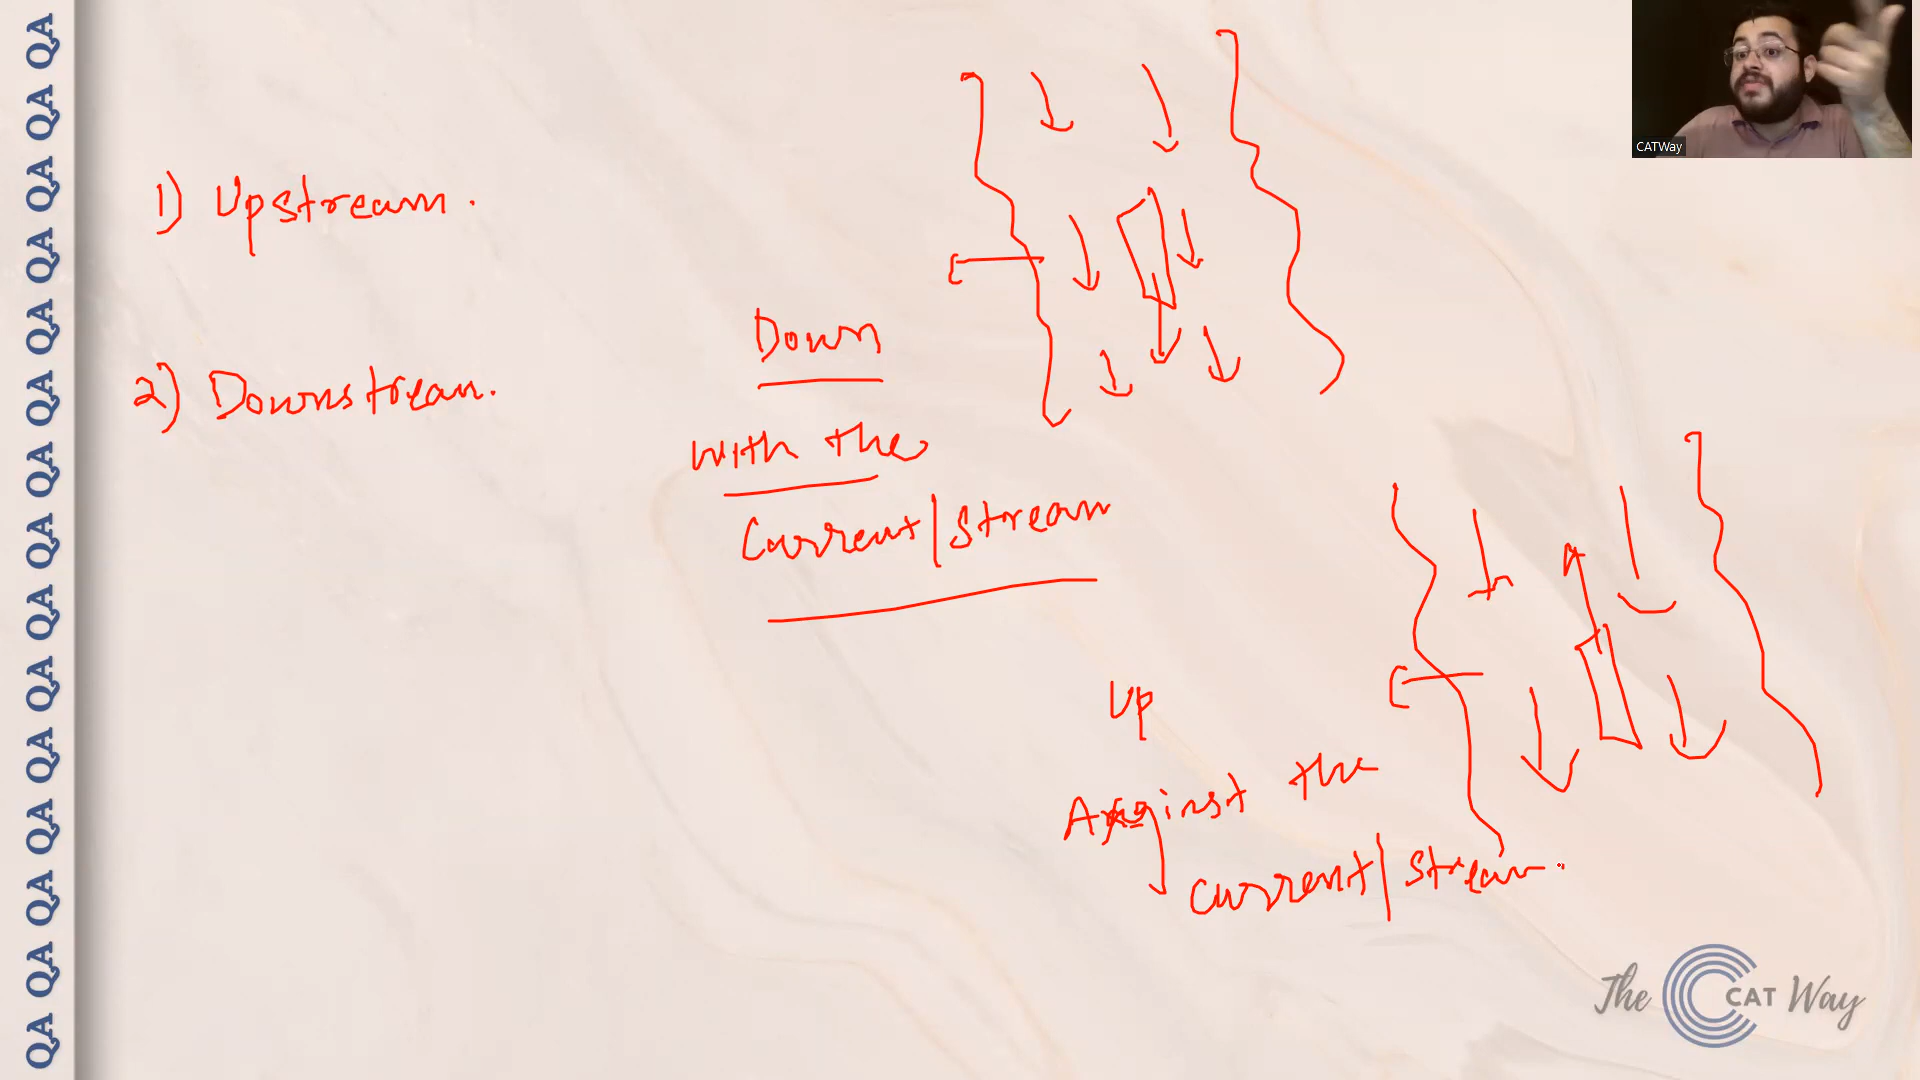 QA QA QA QA QA QA QA QA QA QA QA QA QA QA QA
CATWay
1) Upstream.
2) Downstream.
Down
with the
Current/stream
Up
Against the
current/stream.
The CAT Way